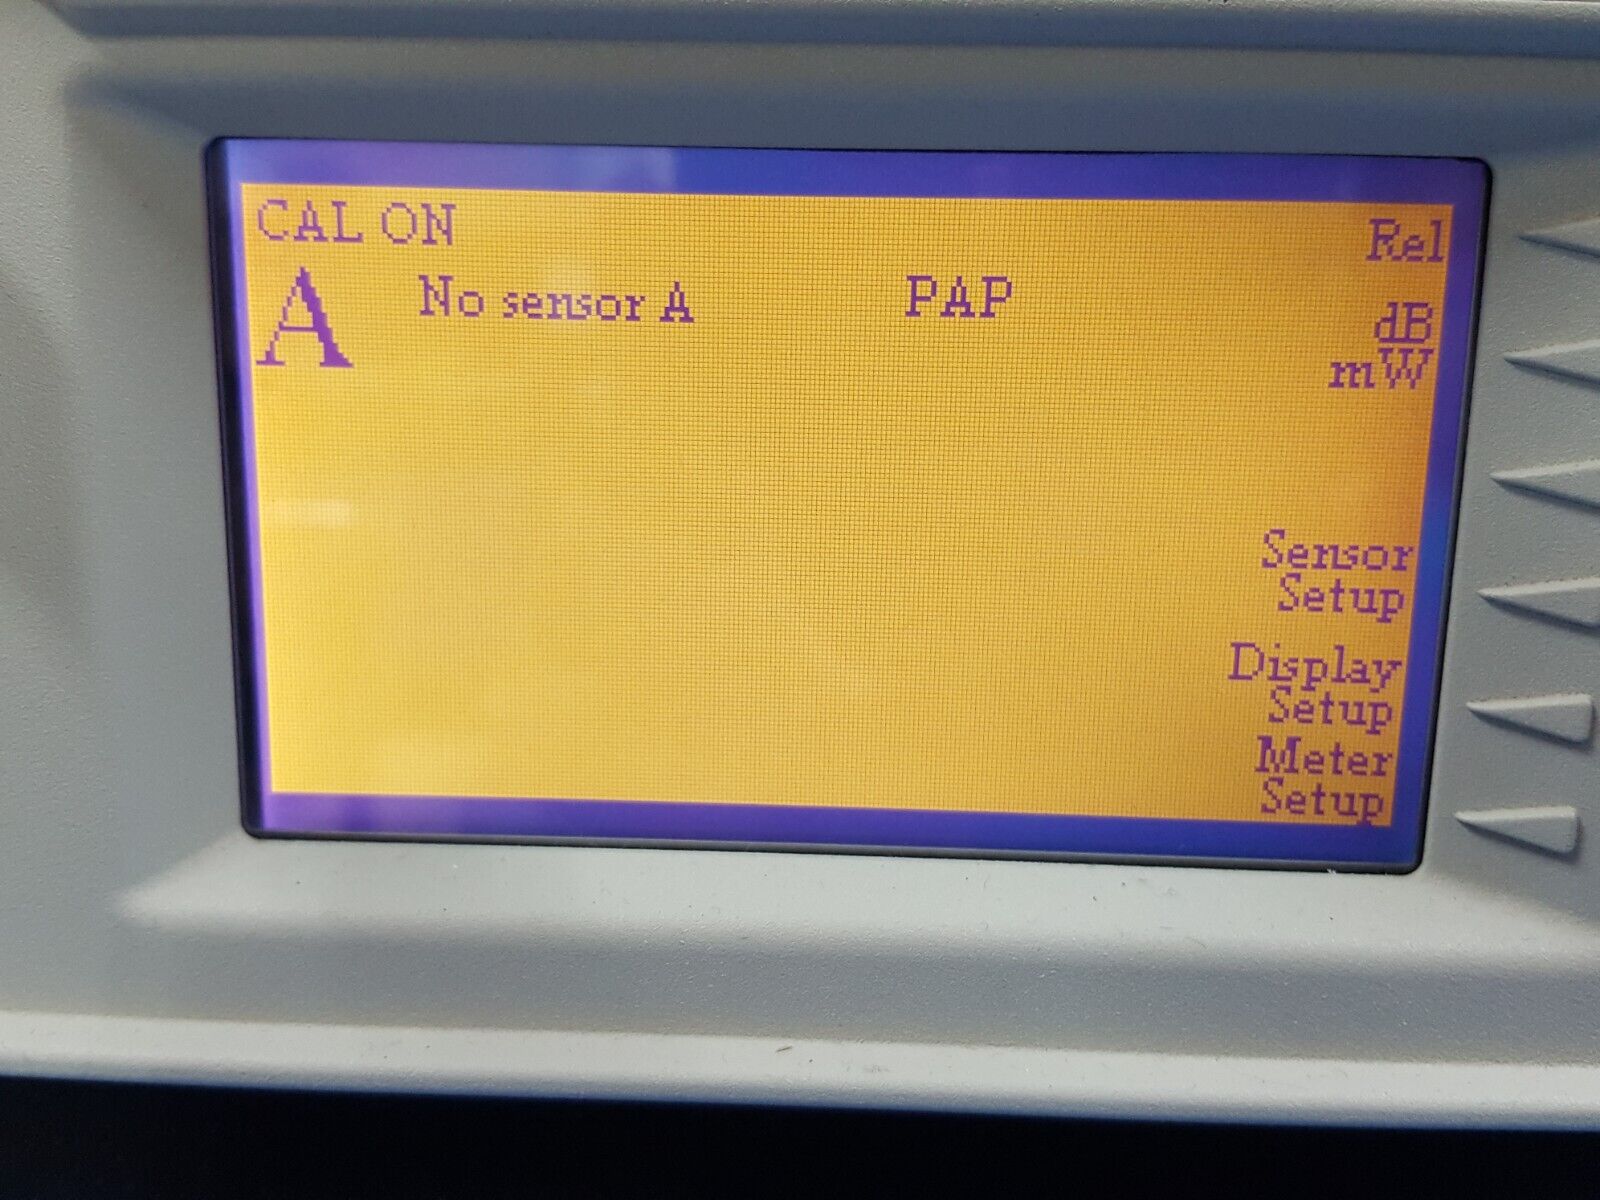 CAL ON
Rel
A
No sensor A
PAP
dB
mW
Sensor
Setup
Display
Setup
Meter
Setup